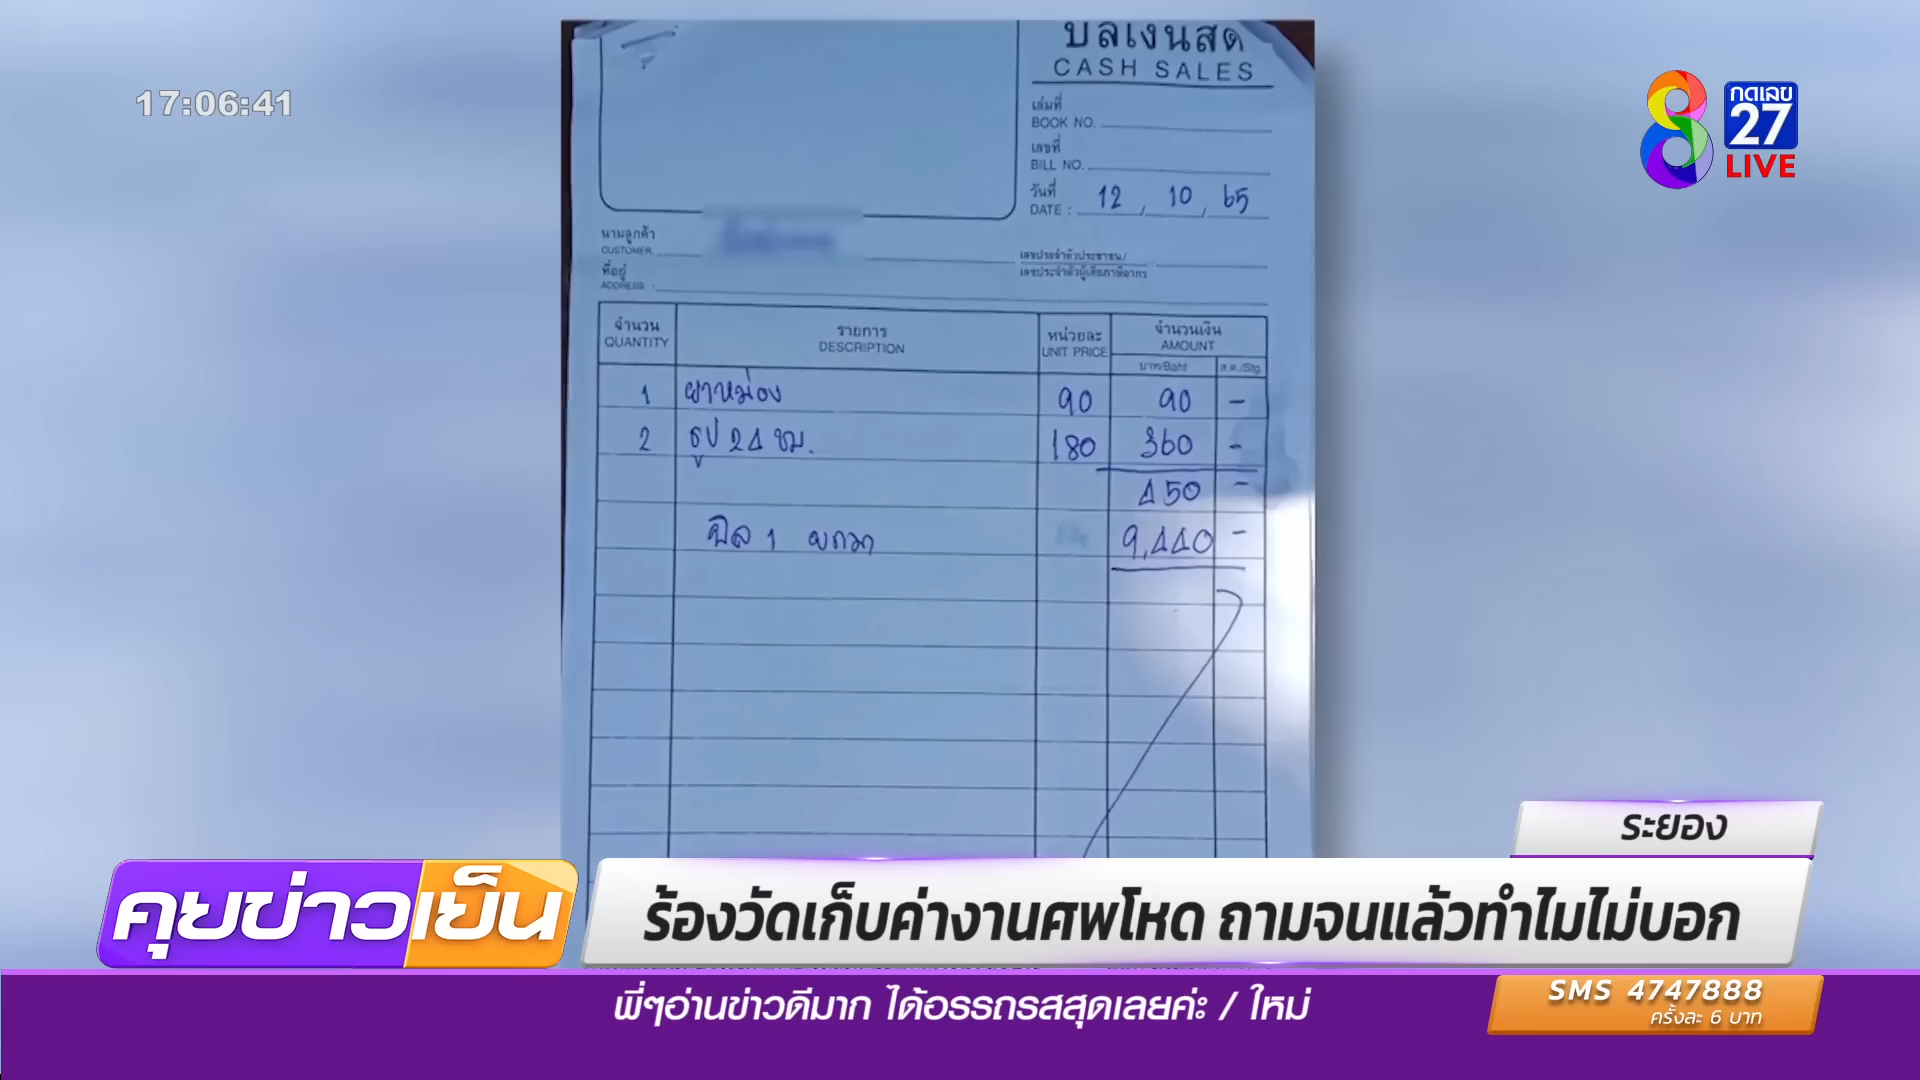 บิลเงินสด
CASH SALES
17:06:41
กดเลข
27
LIVE
เล่มที่
BOOK NO.
เลขที่
BILL NO.
วันที่
DATE : 12 / 10 / 65
นามลูกค้า
CUSTOMER
ที่อยู่
ADDRESS :
เลขประจำตัวประชาชน/
เลขประจำตัวผู้เสียภาษีอากร
จำนวน รายการ หน่วยละ จำนวนเงิน
QUANTITY DESCRIPTION UNIT PRICE AMOUNT
บาท/Baht ส.ต./Stg.
1 ยาหม่อง 90 90 -
2 ธูป 24 ชม. 180 360 -
450 -
บิล 1 ยกมา 9,440 -
ระยอง
คุยข่าวเย็น
ร้องวัดเก็บค่างานศพโหด ถามจนแล้วทำไมไม่บอก
พี่ๆอ่านข่าวดีมาก ได้อรรถรสสุดเลยค่ะ / ใหม่
SMS 4747888
ครั้งละ 6 บาท